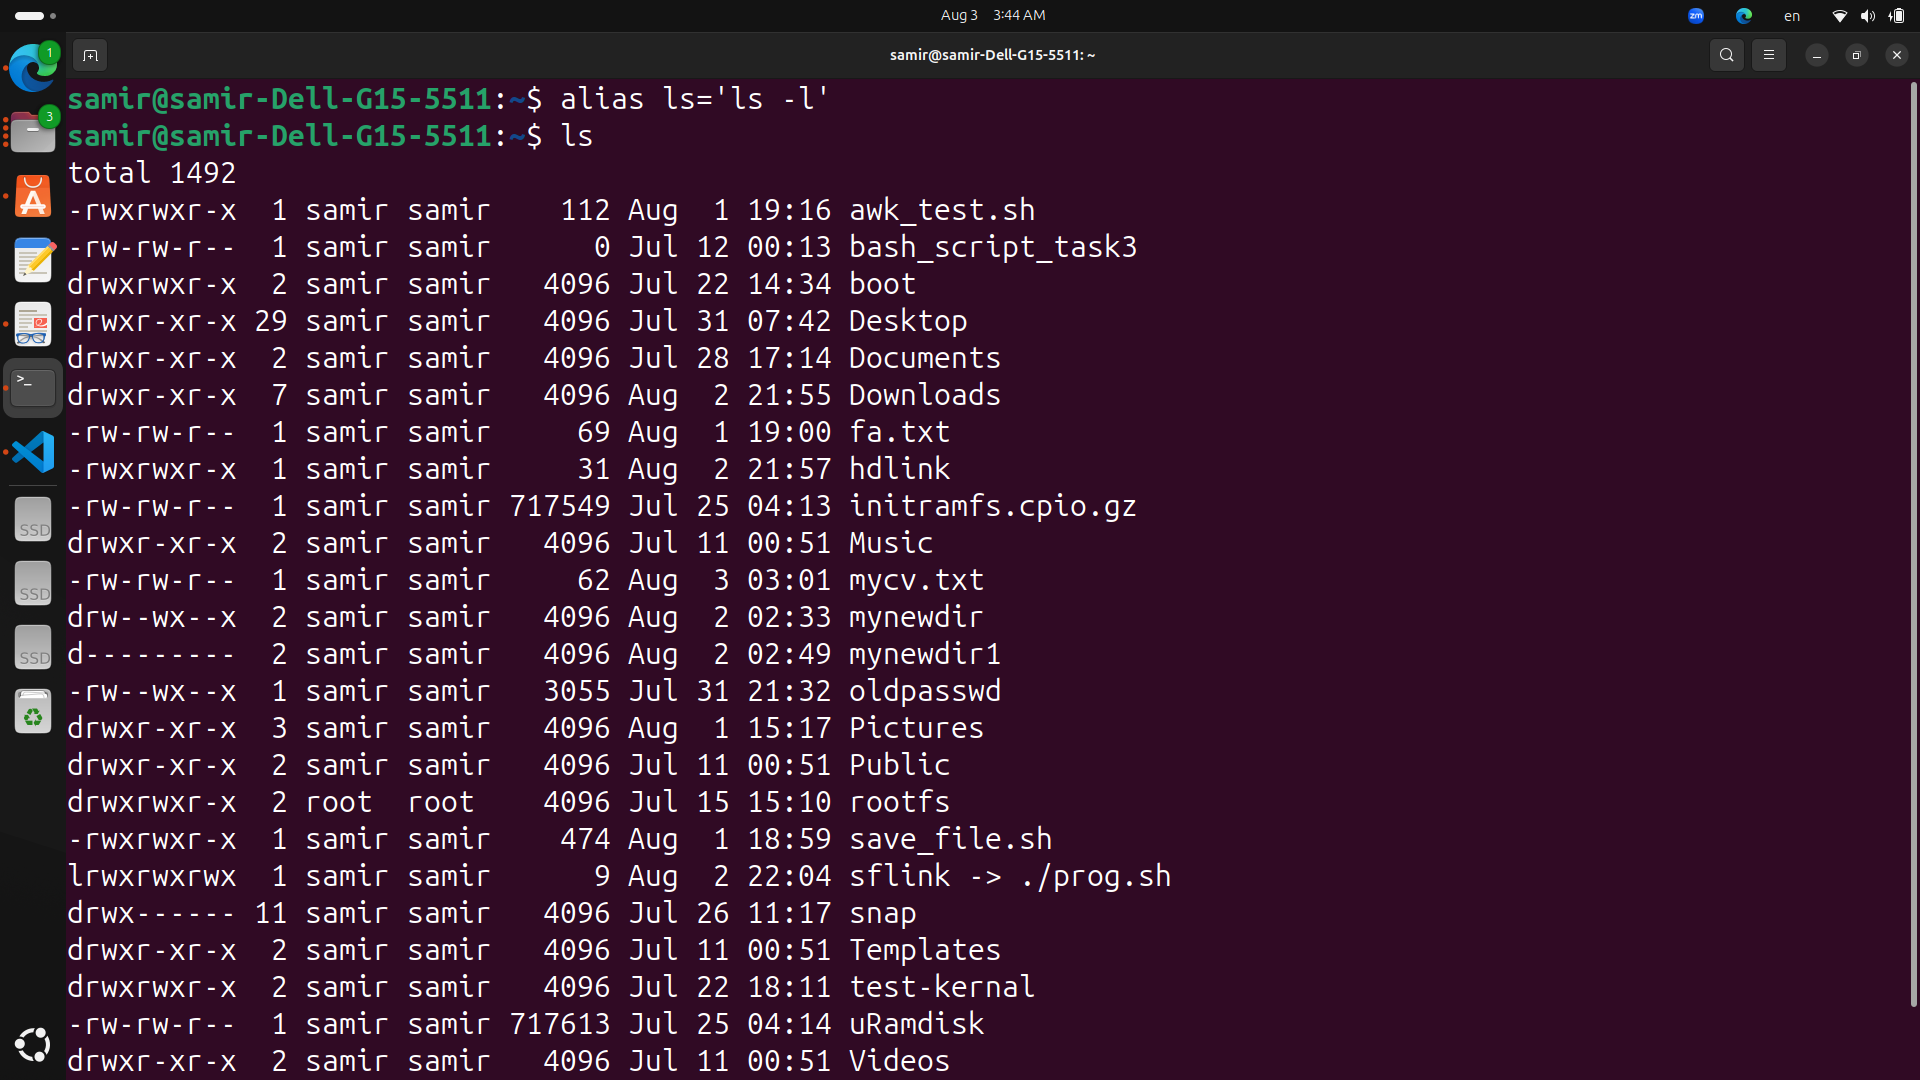 Aug 3 3:44 AM
zm
en
samir@samir-Dell-G15-5511: ~
1
3
SSD
SSD
SSD
samir@samir-Dell-G15-5511:~$ alias ls='ls -l'
samir@samir-Dell-G15-5511:~$ ls
total 1492
-rwxrwxr-x  1 samir samir    112 Aug  1 19:16 awk_test.sh
-rw-rw-r--  1 samir samir      0 Jul 12 00:13 bash_script_task3
drwxrwxr-x  2 samir samir   4096 Jul 22 14:34 boot
drwxr-xr-x 29 samir samir   4096 Jul 31 07:42 Desktop
drwxr-xr-x  2 samir samir   4096 Jul 28 17:14 Documents
drwxr-xr-x  7 samir samir   4096 Aug  2 21:55 Downloads
-rw-rw-r--  1 samir samir     69 Aug  1 19:00 fa.txt
-rwxrwxr-x  1 samir samir     31 Aug  2 21:57 hdlink
-rw-rw-r--  1 samir samir 717549 Jul 25 04:13 initramfs.cpio.gz
drwxr-xr-x  2 samir samir   4096 Jul 11 00:51 Music
-rw-rw-r--  1 samir samir     62 Aug  3 03:01 mycv.txt
drw--wx--x  2 samir samir   4096 Aug  2 02:33 mynewdir
d---------  2 samir samir   4096 Aug  2 02:49 mynewdir1
-rw--wx--x  1 samir samir   3055 Jul 31 21:32 oldpasswd
drwxr-xr-x  3 samir samir   4096 Aug  1 15:17 Pictures
drwxr-xr-x  2 samir samir   4096 Jul 11 00:51 Public
drwxrwxr-x  2 root  root    4096 Jul 15 15:10 rootfs
-rwxrwxr-x  1 samir samir    474 Aug  1 18:59 save_file.sh
lrwxrwxrwx  1 samir samir      9 Aug  2 22:04 sflink -> ./prog.sh
drwx------ 11 samir samir   4096 Jul 26 11:17 snap
drwxr-xr-x  2 samir samir   4096 Jul 11 00:51 Templates
drwxrwxr-x  2 samir samir   4096 Jul 22 18:11 test-kernal
-rw-rw-r--  1 samir samir 717613 Jul 25 04:14 uRamdisk
drwxr-xr-x  2 samir samir   4096 Jul 11 00:51 Videos